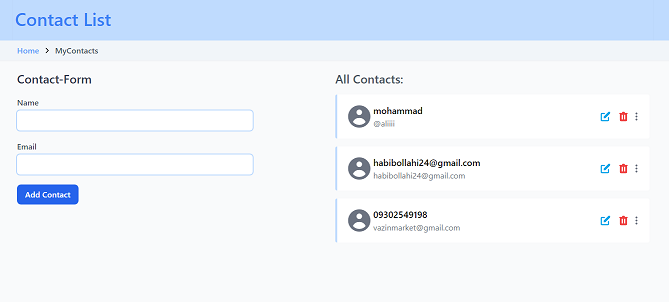 Contact List
Home > MyContacts
Contact-Form
Name
Email
Add Contact
All Contacts:
mohammad
@aliiii
habibollahi24@gmail.com
habibollahi24@gmail.com
09302549198
vazinmarket@gmail.com